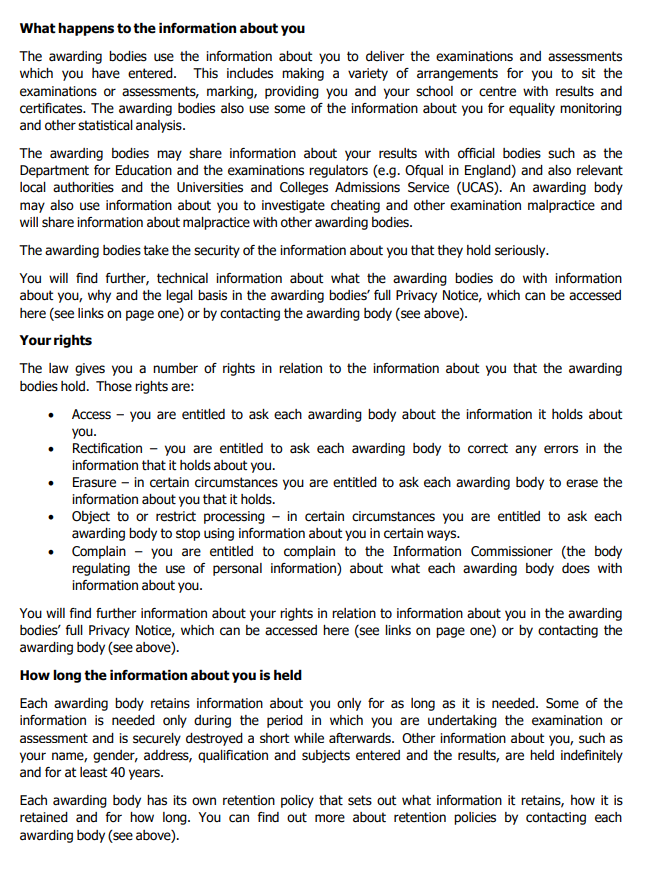 What happens to the information about you
The awarding bodies use the information about you to deliver the examinations and assessments
which you have entered.  This includes making a variety of arrangements for you to sit the
examinations or assessments, marking, providing you and your school or centre with results and
certificates. The awarding bodies also use some of the information about you for equality monitoring
and other statistical analysis.
The awarding bodies may share information about your results with official bodies such as the
Department for Education and the examinations regulators (e.g. Ofqual in England) and also relevant
local authorities and the Universities and Colleges Admissions Service (UCAS). An awarding body
may also use information about you to investigate cheating and other examination malpractice and
will share information about malpractice with other awarding bodies.
The awarding bodies take the security of the information about you that they hold seriously.
You will find further, technical information about what the awarding bodies do with information
about you, why and the legal basis in the awarding bodies’ full Privacy Notice, which can be accessed
here (see links on page one) or by contacting the awarding body (see above).
Your rights
The law gives you a number of rights in relation to the information about you that the awarding
bodies hold.  Those rights are:
• Access – you are entitled to ask each awarding body about the information it holds about
you.
• Rectification – you are entitled to ask each awarding body to correct any errors in the
information that it holds about you.
• Erasure – in certain circumstances you are entitled to ask each awarding body to erase the
information about you that it holds.
• Object to or restrict processing – in certain circumstances you are entitled to ask each
awarding body to stop using information about you in certain ways.
• Complain – you are entitled to complain to the Information Commissioner (the body
regulating the use of personal information) about what each awarding body does with
information about you.
You will find further information about your rights in relation to information about you in the awarding
bodies’ full Privacy Notice, which can be accessed here (see links on page one) or by contacting the
awarding body (see above).
How long the information about you is held
Each awarding body retains information about you only for as long as it is needed. Some of the
information is needed only during the period in which you are undertaking the examination or
assessment and is securely destroyed a short while afterwards.  Other information about you, such as
your name, gender, address, qualification and subjects entered and the results, are held indefinitely
and for at least 40 years.
Each awarding body has its own retention policy that sets out what information it retains, how it is
retained and for how long. You can find out more about retention policies by contacting each
awarding body (see above).